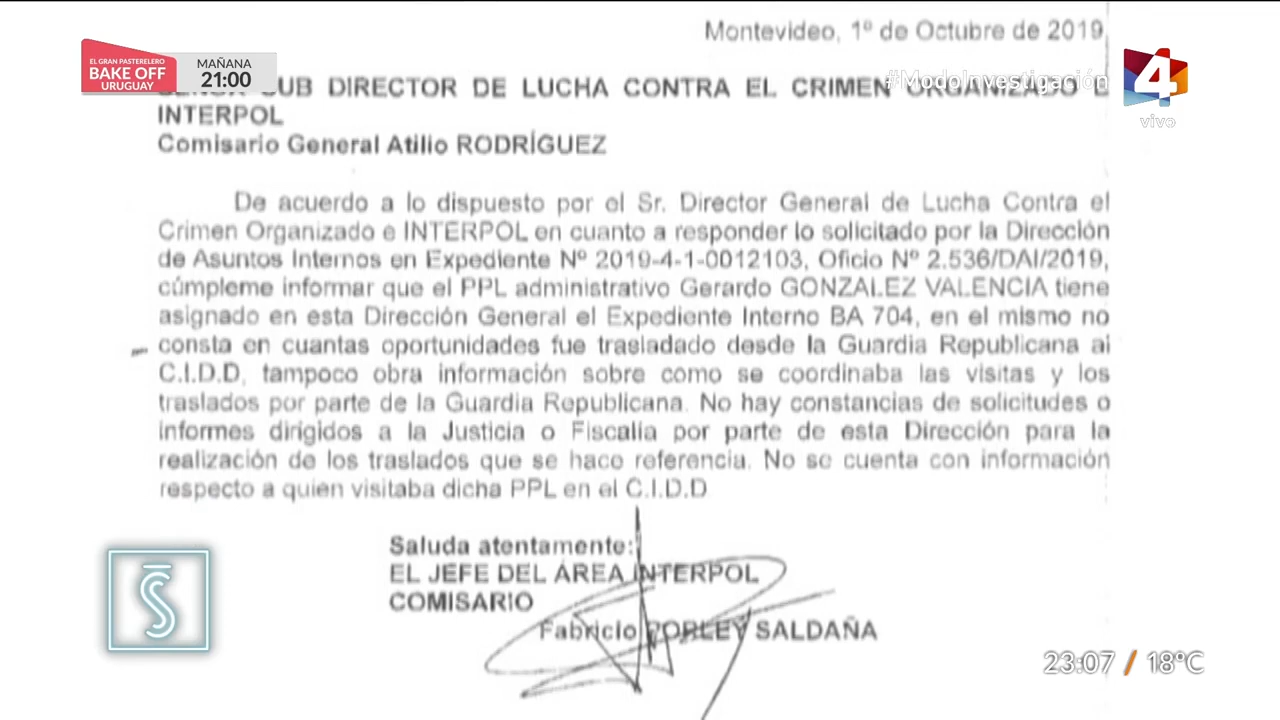 Montevideo, 1º de Octubre de 2019
EL GRAN PASTERELERO
BAKE OFF
URUGUAY
MAÑANA
21:00
#ModoInvestigación
4
vivo
SUB DIRECTOR DE LUCHA CONTRA EL CRIMEN ORGANIZADO E
INTERPOL
Comisario General Atilio RODRÍGUEZ
De acuerdo a lo dispuesto por el Sr. Director General de Lucha Contra el
Crimen Organizado e INTERPOL en cuanto a responder lo solicitado por la Dirección
de Asuntos Internos en Expediente Nº 2019-4-1-0012103, Oficio Nº 2.536/DAI/2019,
cúmpleme informar que el PPL administrativo Gerardo GONZALEZ VALENCIA tiene
asignado en esta Dirección General el Expediente Interno BA 704, en el mismo no
consta en cuantas oportunidades fue trasladado desde la Guardia Republicana al
C.I.D.D, tampoco obra información sobre como se coordinaba las visitas y los
traslados por parte de la Guardia Republicana. No hay constancias de solicitudes o
informes dirigidos a la Justicia o Fiscalía por parte de esta Dirección para la
realización de los traslados que se hace referencia. No se cuenta con información
respecto a quien visitaba dicha PPL en el C.I.D.D
Saluda atentamente:
EL JEFE DEL ÁREA INTERPOL
COMISARIO
Fabricio BORLEY SALDAÑA
S
23:07 / 18ºC